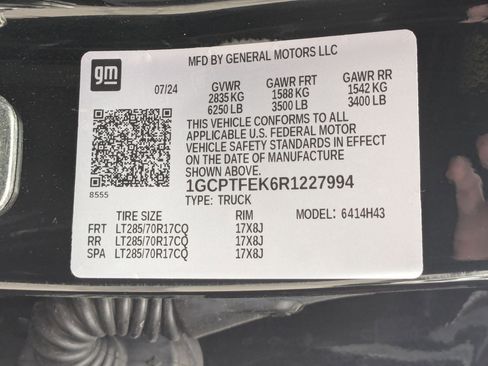 gm
MFD BY GENERAL MOTORS LLC
07/24 GVWR GAWR FRT GAWR RR
2835 KG 1588 KG 1542 KG
6250 LB 3500 LB 3400 LB
THIS VEHICLE CONFORMS TO ALL
APPLICABLE U.S. FEDERAL MOTOR
VEHICLE SAFETY STANDARDS IN EFFECT
ON THE DATE OF MANUFACTURE
SHOWN ABOVE.
8555 1GCPTFEK6R1227994
TYPE: TRUCK
TIRE SIZE RIM MODEL: 6414H43
FRT LT285/70R17CQ 17X8J
RR LT285/70R17CQ 17X8J
SPA LT285/70R17CQ 17X8J